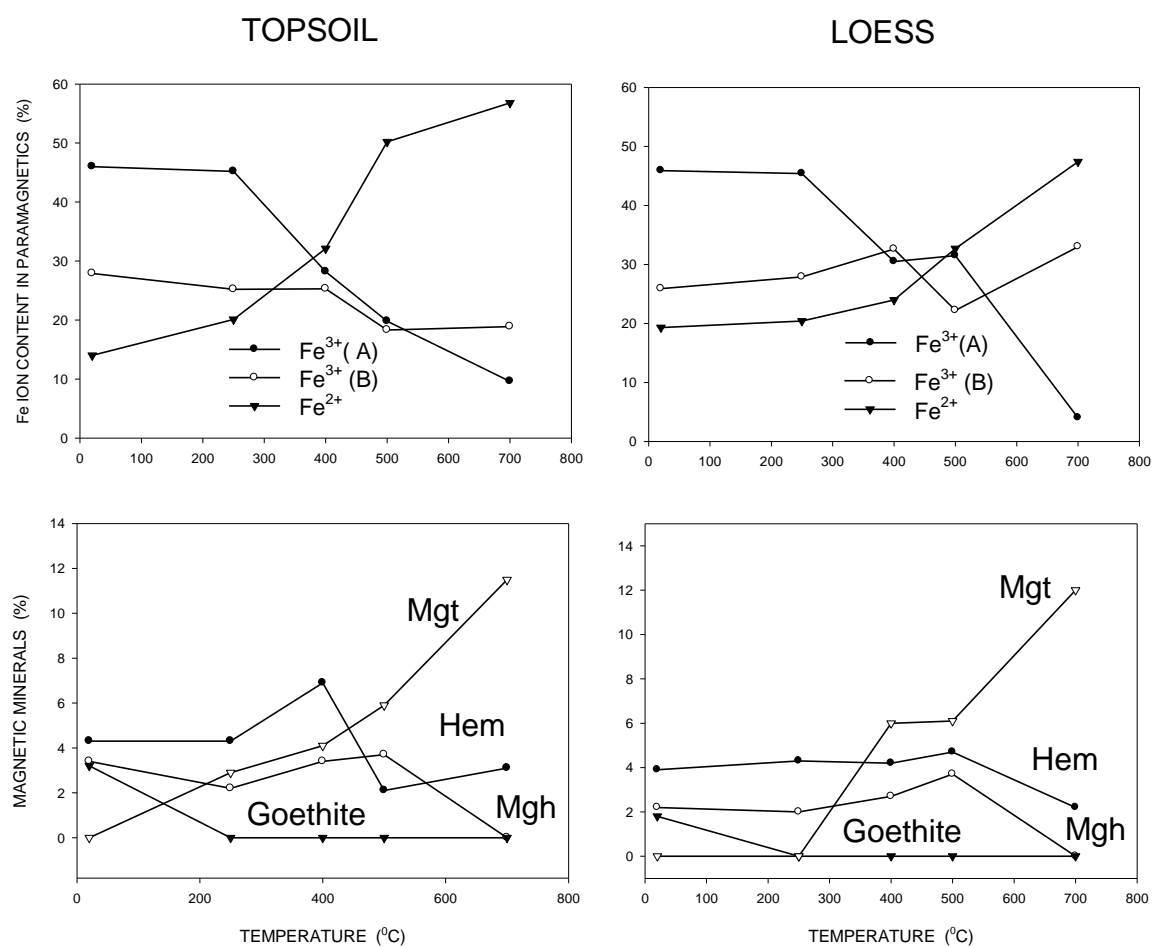 TOPSOIL
LOESS
Fe ION CONTENT IN PARAMAGNETICS (%)
60
50
40
30
20
10
0
Fe³⁺( A)
Fe³⁺ (B)
Fe²⁺
0 100 200 300 400 500 600 700 800
60
50
40
30
20
10
0
Fe³⁺(A)
Fe³⁺ (B)
Fe²⁺
0 100 200 300 400 500 600 700 800
MAGNETIC MINERALS (%)
14
12
10
8
6
4
2
0
Mgt
Hem
Goethite
Mgh
0 200 400 600 800
TEMPERATURE (⁰C)
14
12
10
8
6
4
2
0
Mgt
Hem
Goethite
Mgh
0 100 200 300 400 500 600 700 800
TEMPERATURE (⁰C)